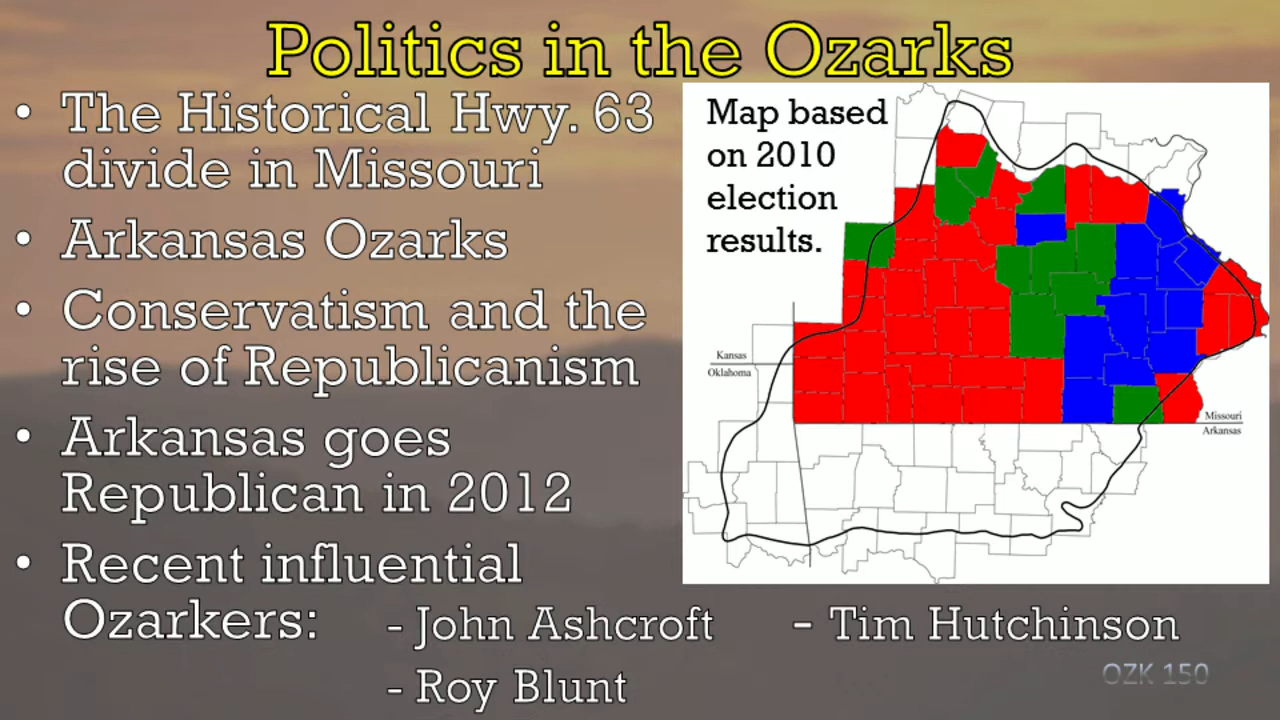 Politics in the Ozarks
• The Historical Hwy. 63
divide in Missouri
• Arkansas Ozarks
• Conservatism and the
rise of Republicanism
• Arkansas goes
Republican in 2012
• Recent influential
Ozarkers:
- John Ashcroft
- Tim Hutchinson
- Roy Blunt
Map based
on 2010
election
results.
Kansas
Oklahoma
Missouri
Arkansas
OZK 150